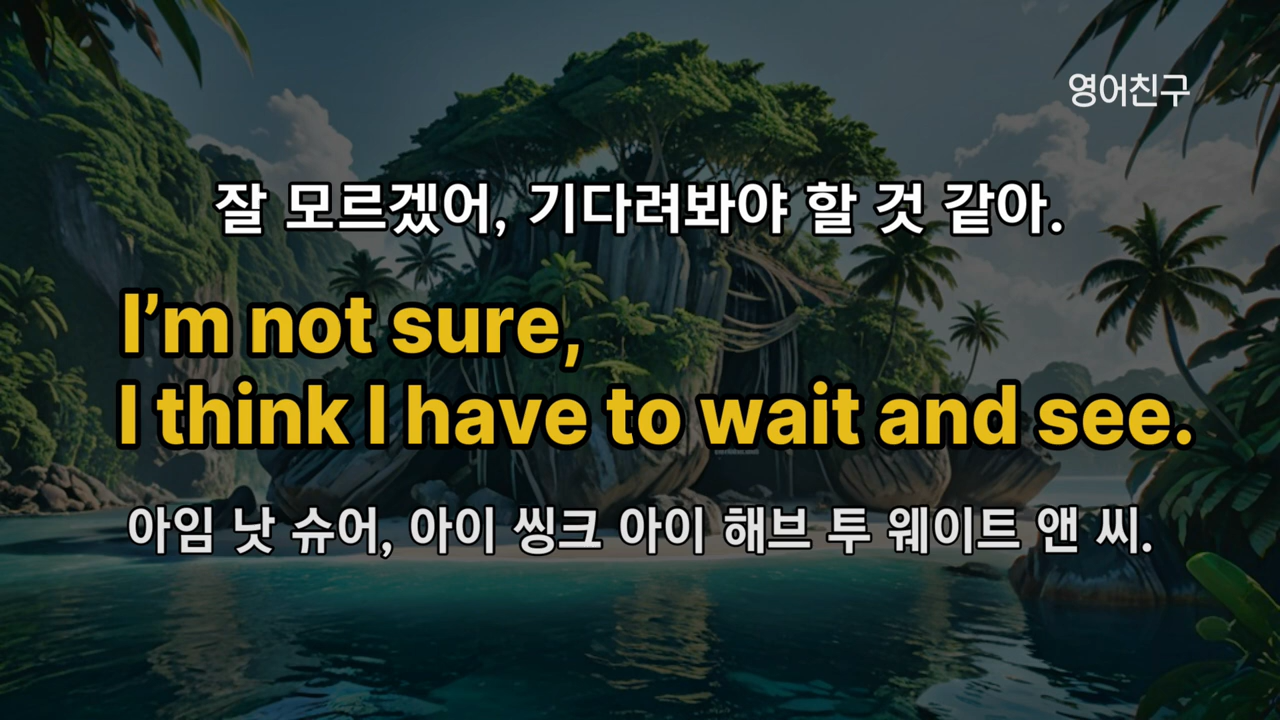 영어친구
잘 모르겠어, 기다려봐야 할 것 같아.
I'm not sure,
I think I have to wait and see.
아임 낫 슈어, 아이 씽크 아이 해브 투 웨이트 앤 씨.